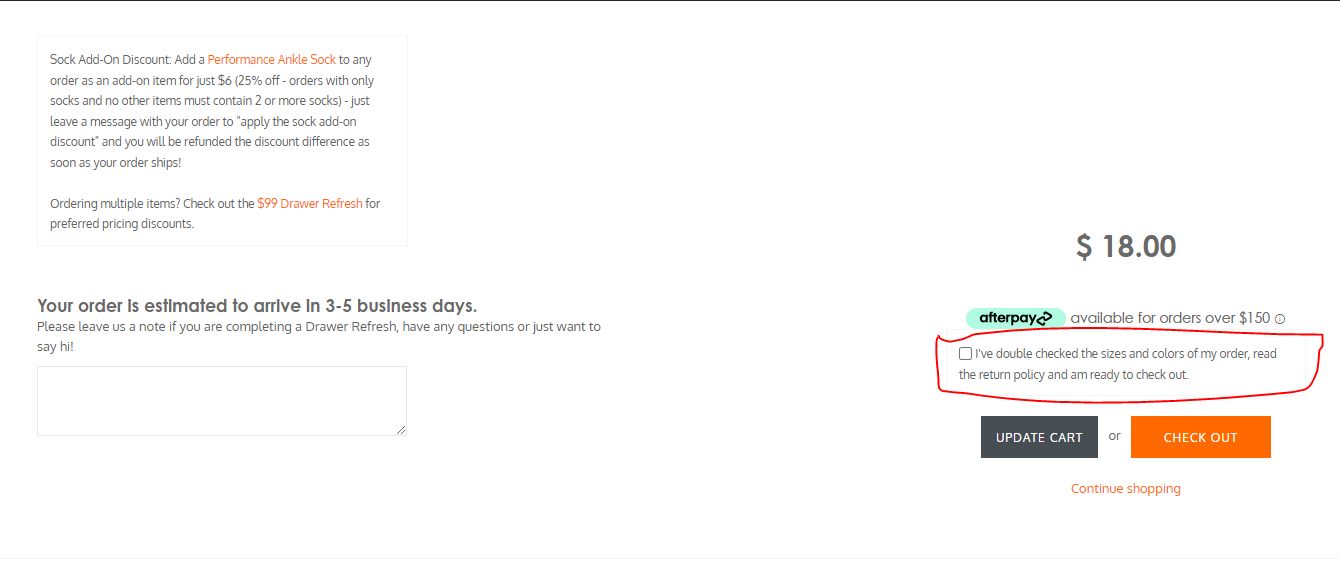 Sock Add-On Discount: Add a Performance Ankle Sock to any
order as an add-on item for just $6 (25% off - orders with only
socks and no other items must contain 2 or more socks) - just
leave a message with your order to "apply the sock add-on
discount" and you will be refunded the discount difference as
soon as your order ships!
Ordering multiple items? Check out the $99 Drawer Refresh for
preferred pricing discounts.
$ 18.00
Your order is estimated to arrive in 3-5 business days.
Please leave us a note if you are completing a Drawer Refresh, have any questions or just want to
say hi!
afterpay available for orders over $150
I've double checked the sizes and colors of my order, read
the return policy and am ready to check out.
UPDATE CART or CHECK OUT
Continue shopping